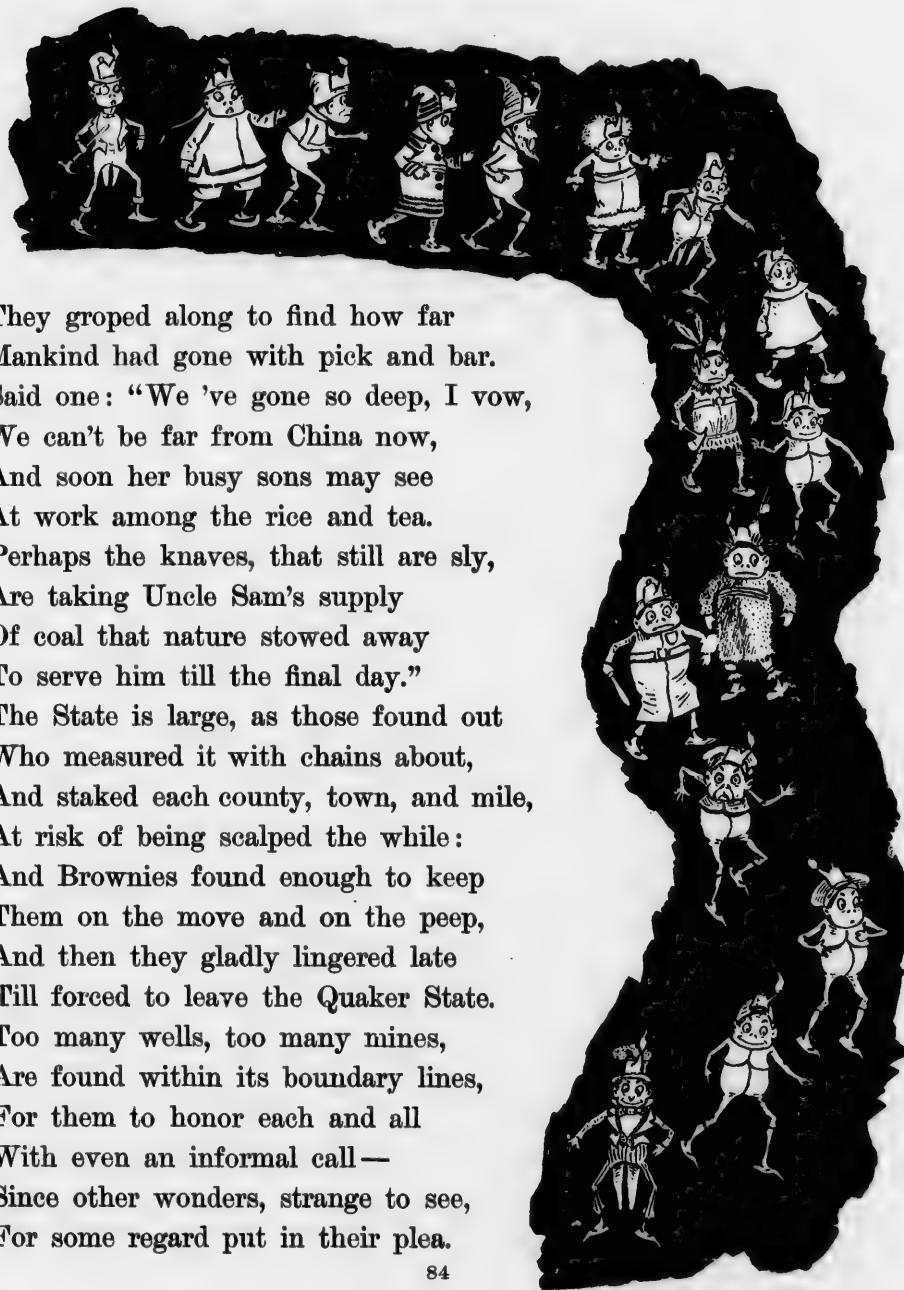 They groped along to find how far
Mankind had gone with pick and bar.
Said one: “We 've gone so deep, I vow,
We can't be far from China now,
And soon her busy sons may see
At work among the rice and tea.
Perhaps the knaves, that still are sly,
Are taking Uncle Sam's supply
Of coal that nature stowed away
To serve him till the final day.”
The State is large, as those found out
Who measured it with chains about,
And staked each county, town, and mile,
At risk of being scalped the while:
And Brownies found enough to keep
Them on the move and on the peep,
And then they gladly lingered late
Till forced to leave the Quaker State.
Too many wells, too many mines,
Are found within its boundary lines,
For them to honor each and all
With even an informal call—
Since other wonders, strange to see,
For some regard put in their plea.
84